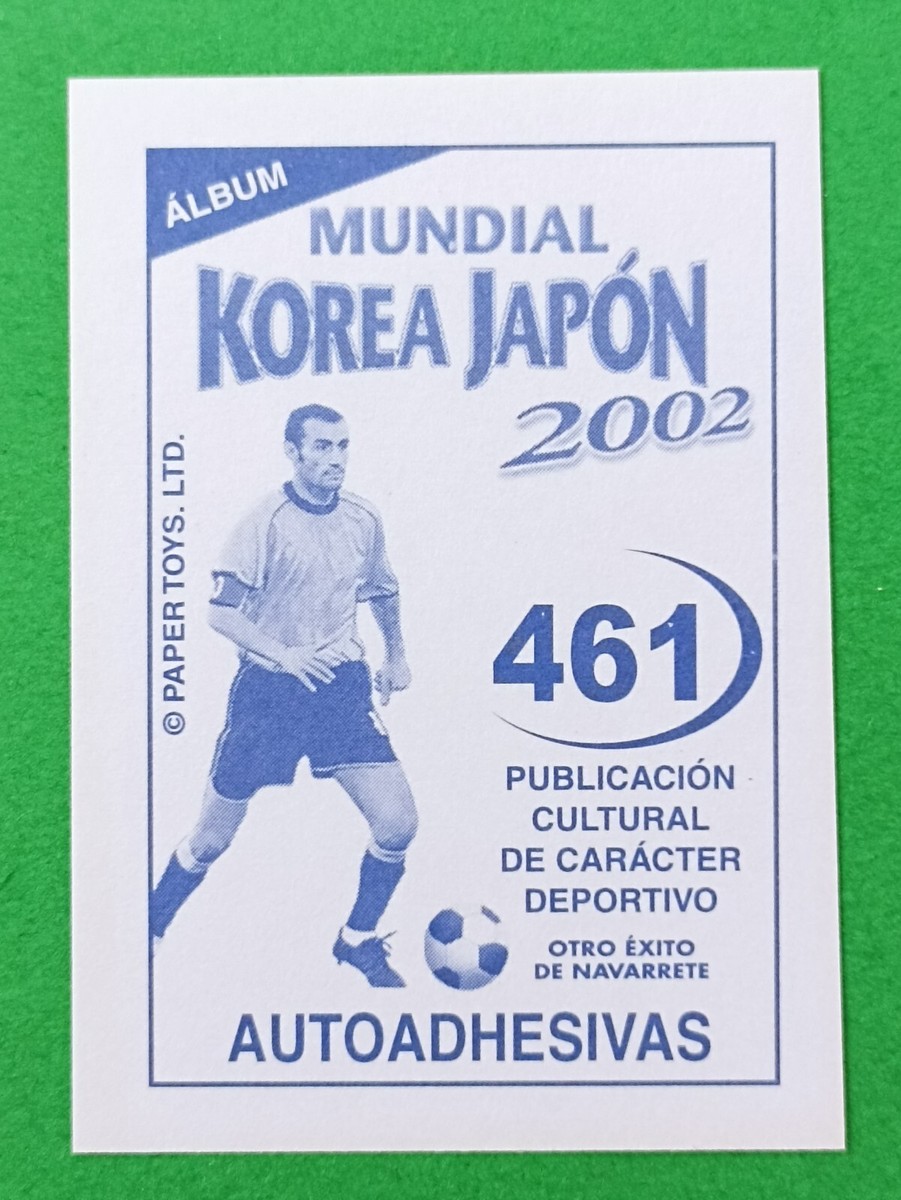 ÁLBUM
MUNDIAL
KOREA JAPÓN
2002
© PAPER TOYS. LTD.
461
PUBLICACIÓN
CULTURAL
DE CARÁCTER
DEPORTIVO
OTRO ÉXITO
DE NAVARRETE
AUTOADHESIVAS